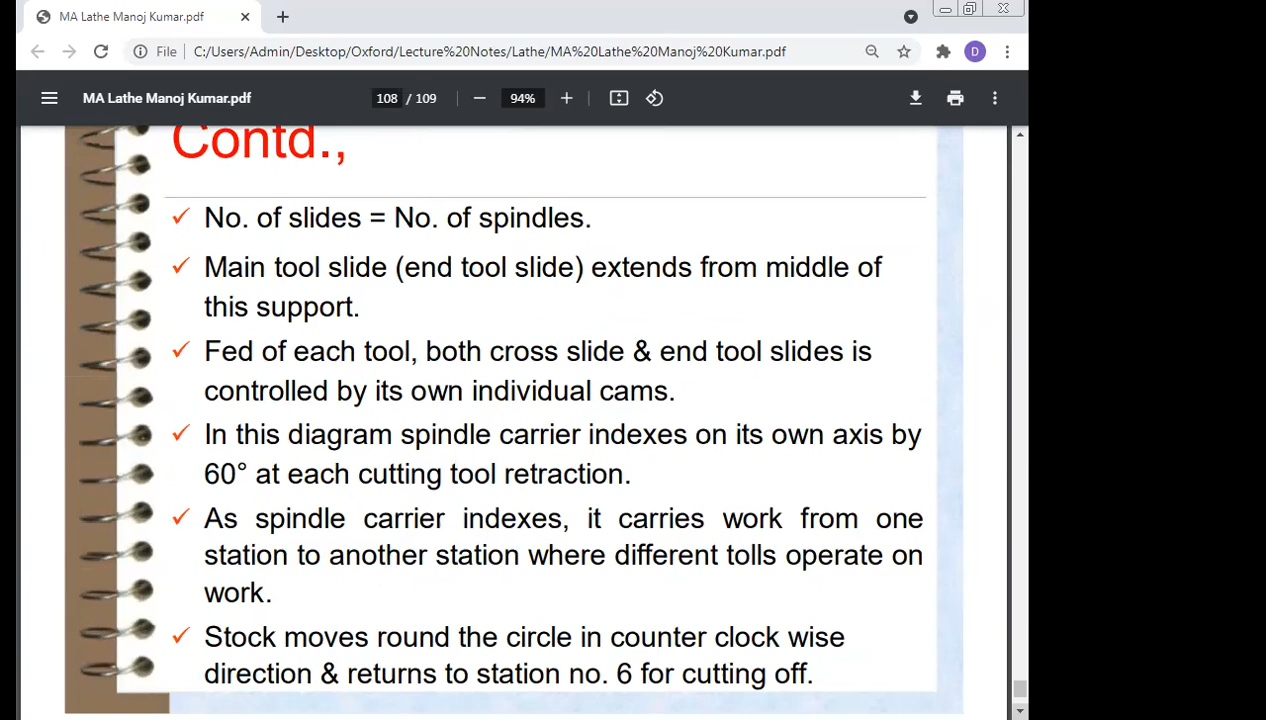 MA Lathe Manoj Kumar.pdf
File C:/Users/Admin/Desktop/Oxford/Lecture%20Notes/Lathe/MA%20Lathe%20Manoj%20Kumar.pdf D
MA Lathe Manoj Kumar.pdf 108 / 109 94%
Contd.,
No. of slides = No. of spindles.
Main tool slide (end tool slide) extends from middle of
this support.
Fed of each tool, both cross slide & end tool slides is
controlled by its own individual cams.
In this diagram spindle carrier indexes on its own axis by
60° at each cutting tool retraction.
As spindle carrier indexes, it carries work from one
station to another station where different tolls operate on
work.
Stock moves round the circle in counter clock wise
direction & returns to station no. 6 for cutting off.